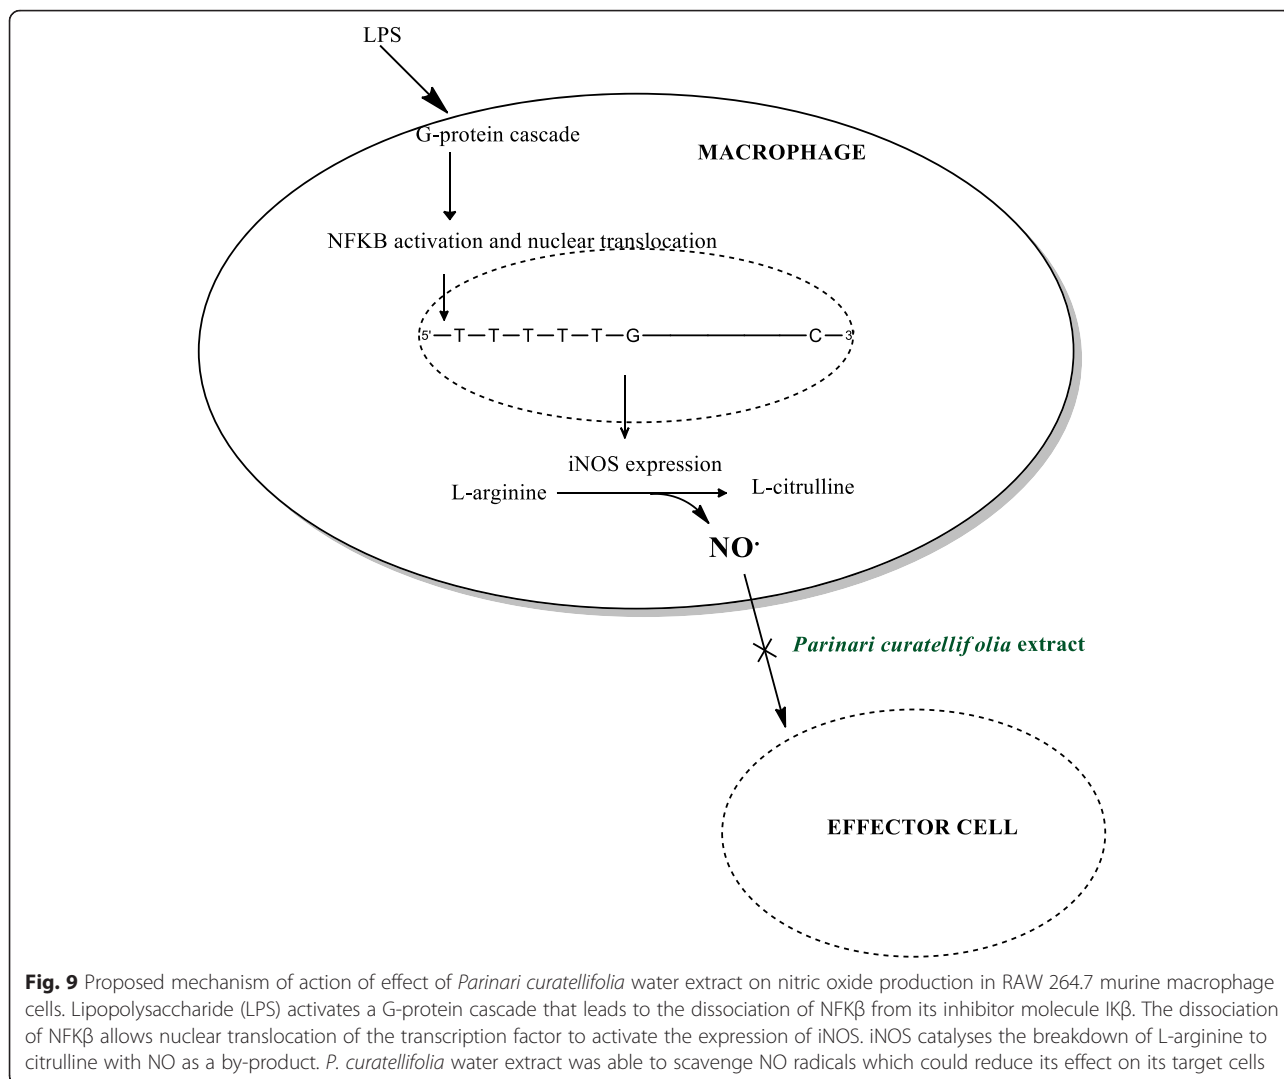 LPS
G-protein cascade
MACROPHAGE
NFKB activation and nuclear translocation
5'—T—T—T—T—T—G—C—3'
iNOS expression
L-arginine
L-citrulline
NO·
Parinari curatellifolia extract
EFFECTOR CELL
Fig. 9 Proposed mechanism of action of effect of Parinari curatellifolia water extract on nitric oxide production in RAW 264.7 murine macrophage
cells. Lipopolysaccharide (LPS) activates a G-protein cascade that leads to the dissociation of NFKβ from its inhibitor molecule IKβ. The dissociation
of NFKβ allows nuclear translocation of the transcription factor to activate the expression of iNOS. iNOS catalyses the breakdown of L-arginine to
citrulline with NO as a by-product. P. curatellifolia water extract was able to scavenge NO radicals which could reduce its effect on its target cells